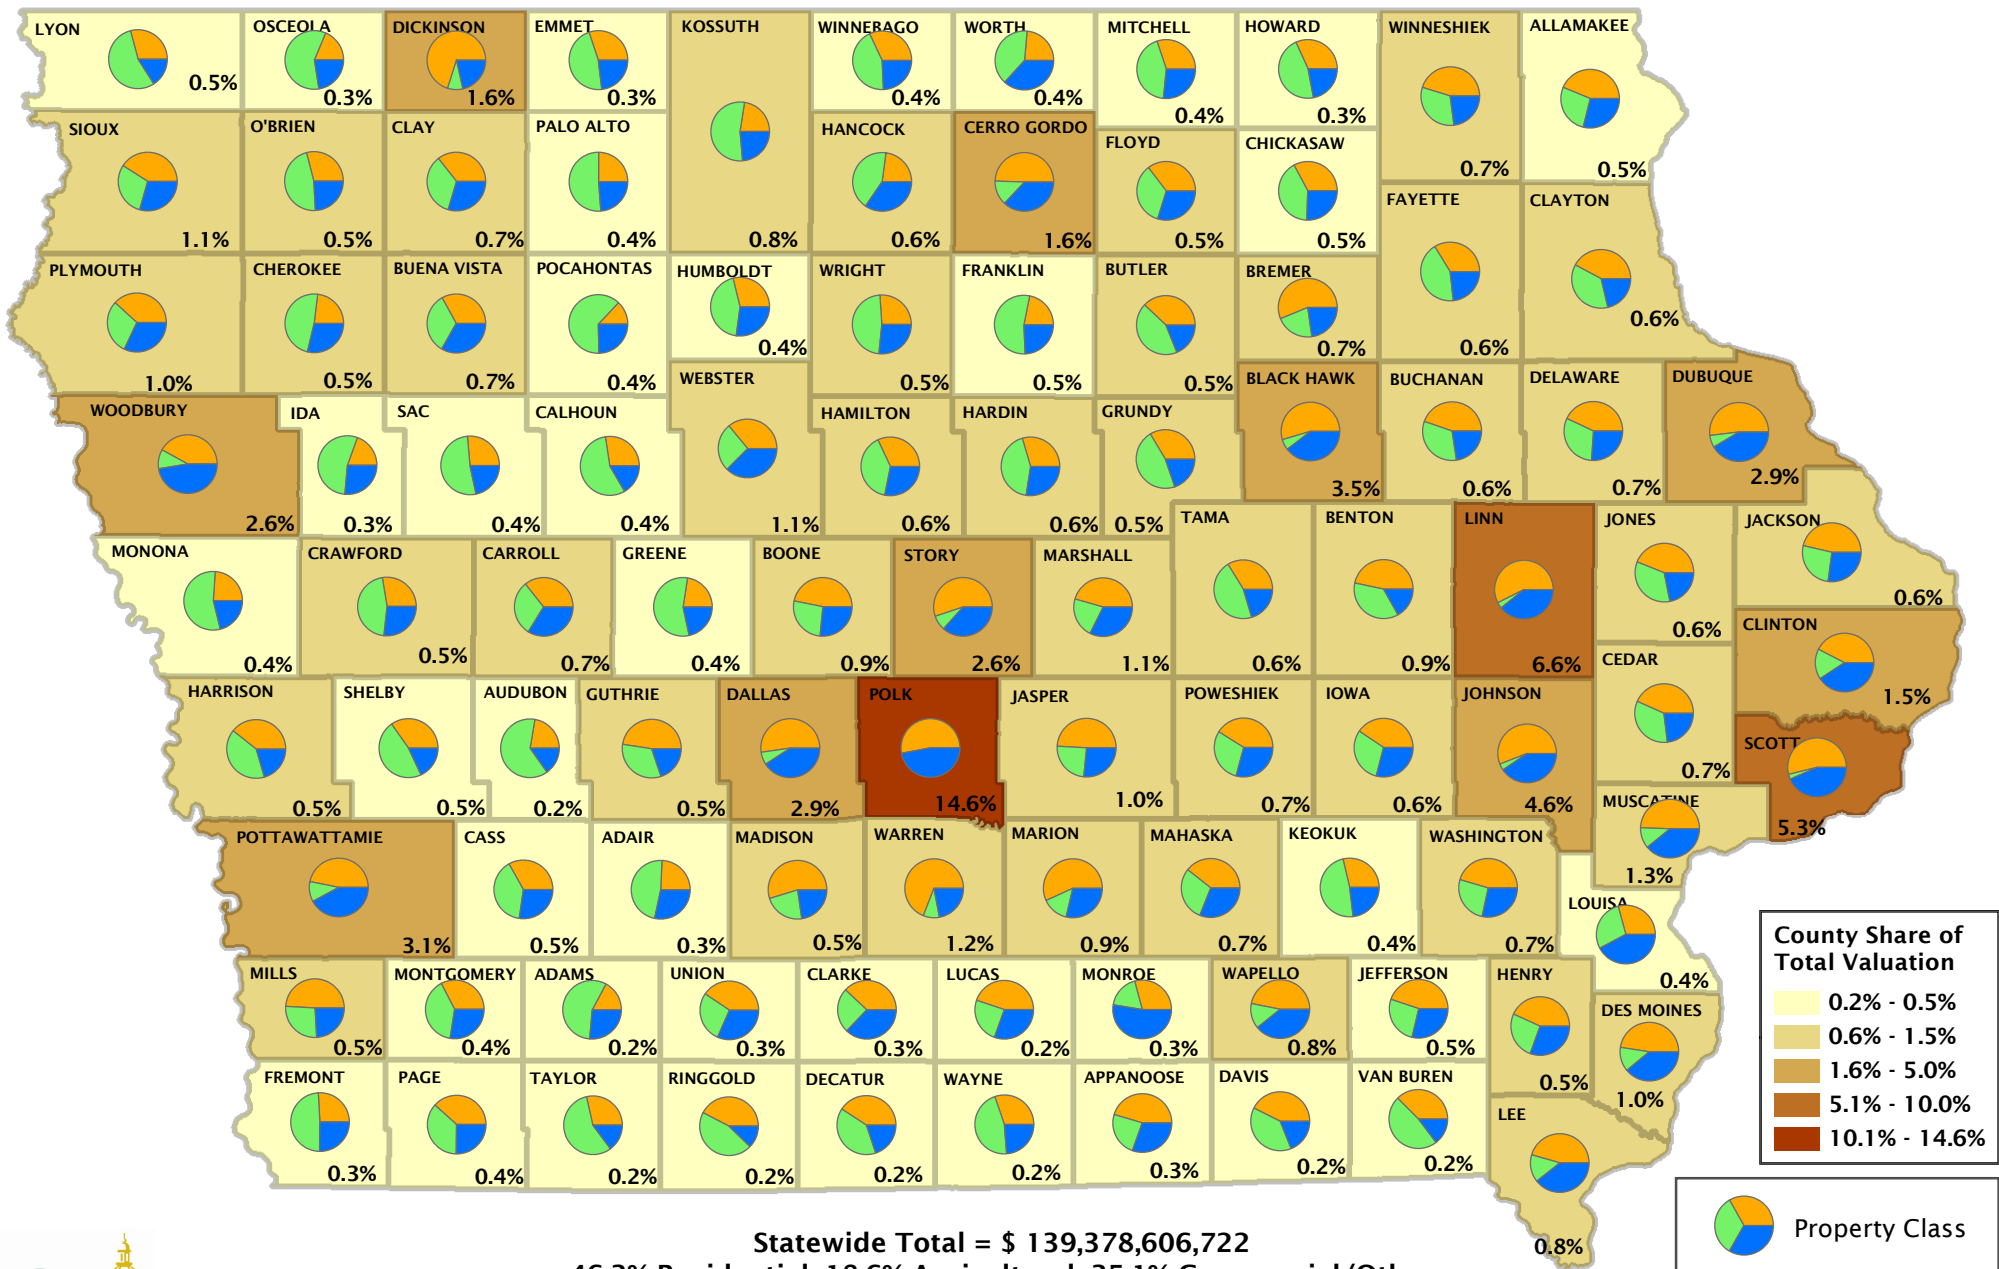 LYON
0.5%
OSCEOLA
0.3%
DICKINSON
1.6%
EMMET
0.3%
KOSSUTH
0.8%
WINNEBAGO
0.4%
WORTH
0.4%
MITCHELL
0.4%
HOWARD
0.3%
WINNESHIEK
0.7%
ALLAMAKEE
0.5%
SIOUX
1.1%
O'BRIEN
0.5%
CLAY
0.7%
PALO ALTO
0.4%
HANCOCK
0.6%
CERRO GORDO
1.6%
FLOYD
0.5%
CHICKASAW
0.5%
FAYETTE
0.6%
CLAYTON
0.6%
PLYMOUTH
1.0%
CHEROKEE
0.5%
BUENA VISTA
0.7%
POCAHONTAS
0.4%
HUMBOLDT
0.4%
WRIGHT
0.5%
FRANKLIN
0.5%
BUTLER
0.5%
BREMER
0.7%
WEBSTER
1.1%
BLACK HAWK
3.5%
BUCHANAN
0.6%
DELAWARE
0.7%
DUBUQUE
2.9%
WOODBURY
2.6%
IDA
0.3%
SAC
0.4%
CALHOUN
0.4%
HAMILTON
0.6%
HARDIN
0.6%
GRUNDY
0.5%
TAMA
0.6%
BENTON
0.9%
LINN
6.6%
JONES
0.6%
JACKSON
0.6%
MONONA
0.4%
CRAWFORD
0.5%
CARROLL
0.7%
GREENE
0.4%
BOONE
0.9%
STORY
2.6%
MARSHALL
1.1%
CLINTON
1.5%
CEDAR
0.7%
HARRISON
0.5%
SHELBY
0.5%
AUDUBON
0.2%
GUTHRIE
0.5%
DALLAS
2.9%
POLK
14.6%
JASPER
1.0%
POWESHIEK
0.7%
IOWA
0.6%
JOHNSON
4.6%
SCOTT
5.3%
MUSCATINE
1.3%
POTTAWATTAMIE
3.1%
CASS
0.5%
ADAIR
0.3%
MADISON
0.5%
WARREN
1.2%
MARION
0.9%
MAHASKA
0.7%
KEOKUK
0.4%
WASHINGTON
0.7%
LOUISA
0.4%
MILLS
0.5%
MONTGOMERY
0.4%
ADAMS
0.2%
UNION
0.3%
CLARKE
0.3%
LUCAS
0.2%
MONROE
0.3%
WAPELLO
0.8%
JEFFERSON
0.5%
HENRY
0.5%
DES MOINES
1.0%
FREMONT
0.3%
PAGE
0.4%
TAYLOR
0.2%
RINGGOLD
0.2%
DECATUR
0.2%
WAYNE
0.2%
APPANOOSE
0.3%
DAVIS
0.2%
VAN BUREN
0.2%
LEE
0.8%
County Share of
Total Valuation
0.2% - 0.5%
0.6% - 1.5%
1.6% - 5.0%
5.1% - 10.0%
10.1% - 14.6%
Property Class
Statewide Total = $ 139,378,606,722